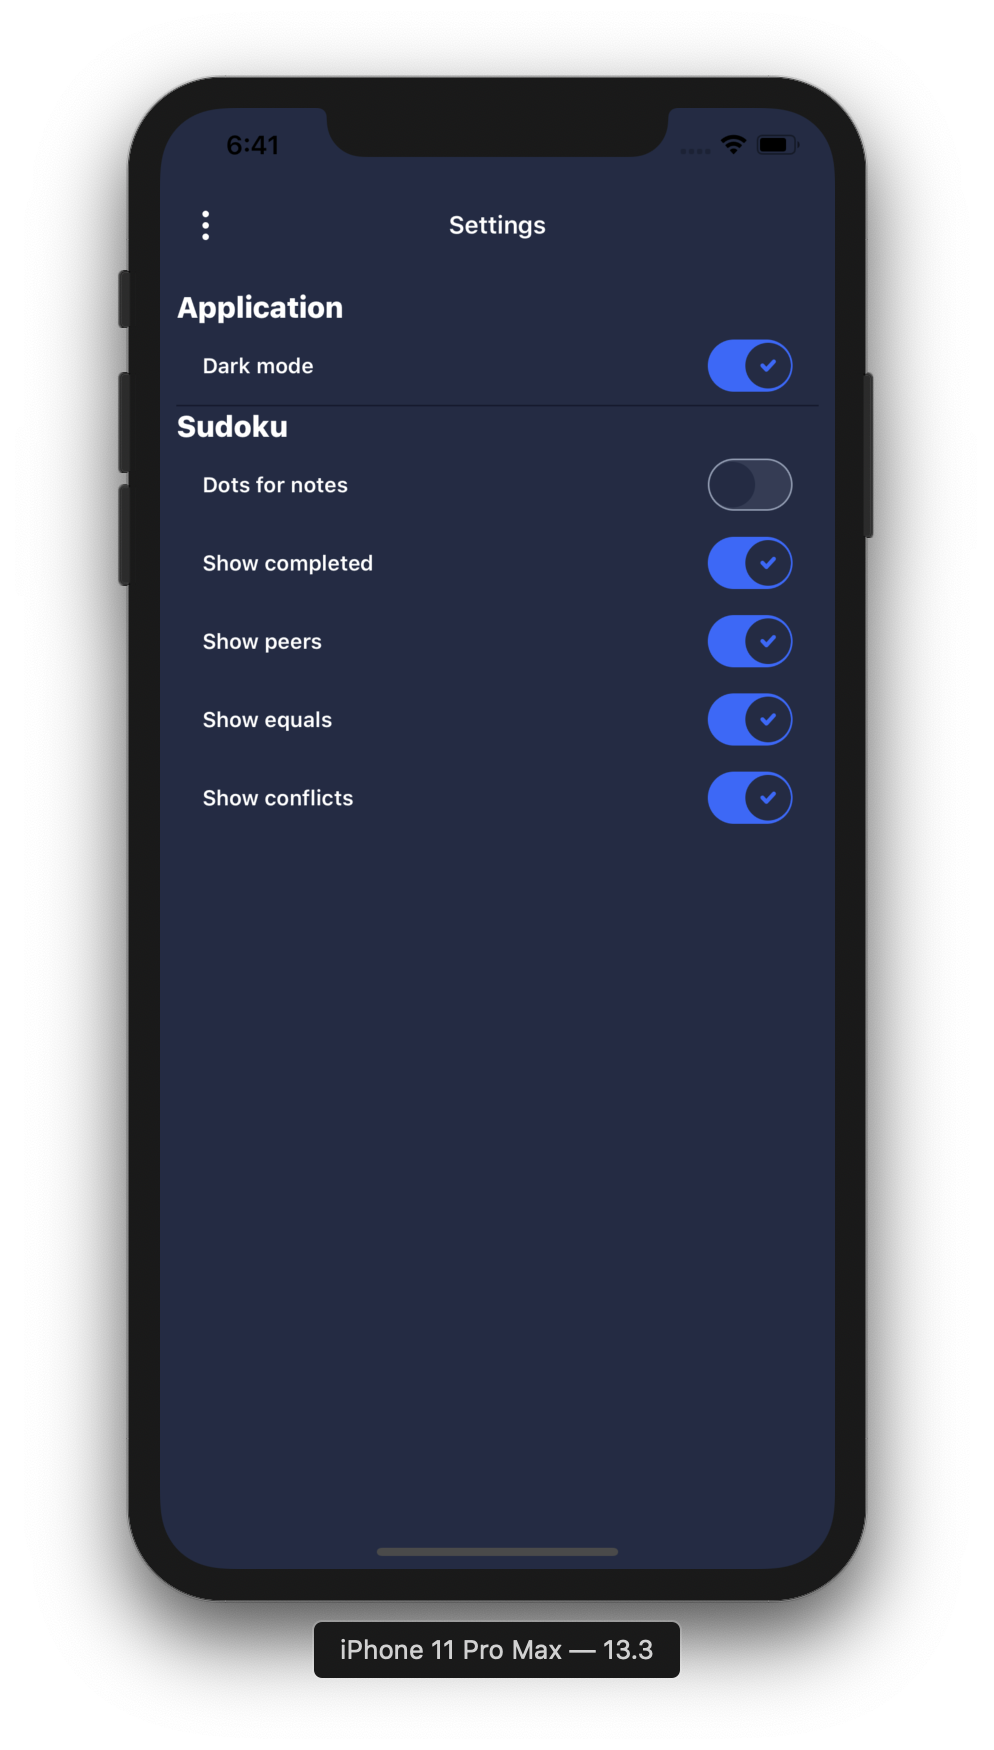 6:41
Settings
Application
Dark mode
Sudoku
Dots for notes
Show completed
Show peers
Show equals
Show conflicts
iPhone 11 Pro Max — 13.3